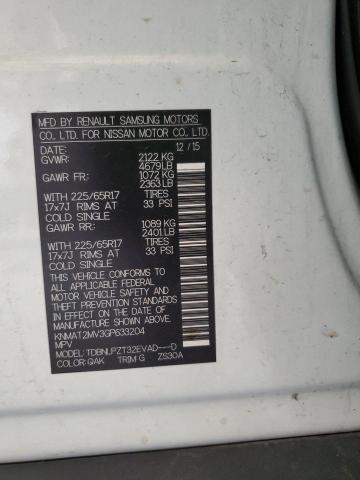 MFD BY RENAULT SAMSUNG MOTORS
CO., LTD. FOR NISSAN MOTOR CO., LTD.
DATE: 12 / 15
GVWR: 2122 KG
4679 LB
GAWR FR: 1072 KG
2363 LB
WITH 225/65R17 TIRES
17x7J RIMS AT 33 PSI
COLD SINGLE
GAWR RR: 1089 KG
2401 LB
WITH 225/65R17 TIRES
17x7J RIMS AT 33 PSI
COLD SINGLE
THIS VEHICLE CONFORMS TO
ALL APPLICABLE FEDERAL
MOTOR VEHICLE SAFETY AND
THEFT PREVENTION STANDARDS
IN EFFECT ON THE DATE OF
MANUFACTURE SHOWN ABOVE.
KNMAT2MV3GP633204
MPV
MODEL: TDBNLPZT32EVAD----D
COLOR: QAK TRIM: G ZS30A